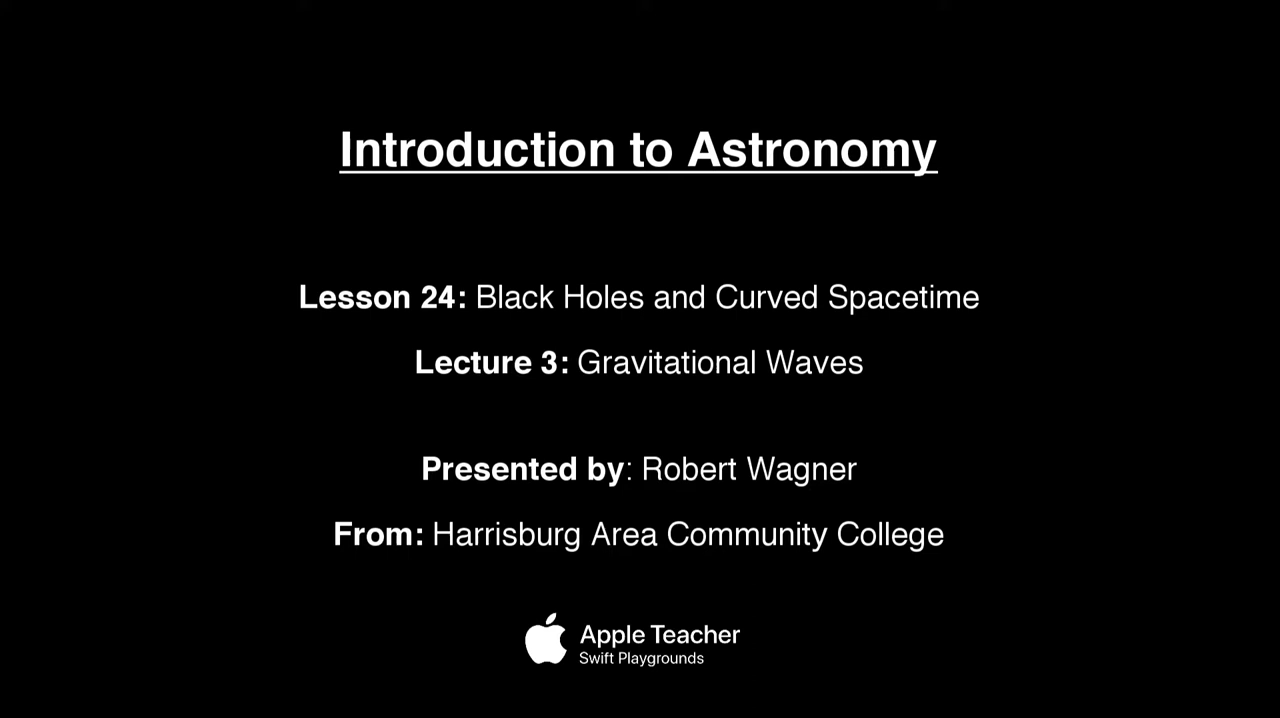 Introduction to Astronomy
Lesson 24: Black Holes and Curved Spacetime
Lecture 3: Gravitational Waves
Presented by: Robert Wagner
From: Harrisburg Area Community College
Apple Teacher
Swift Playgrounds